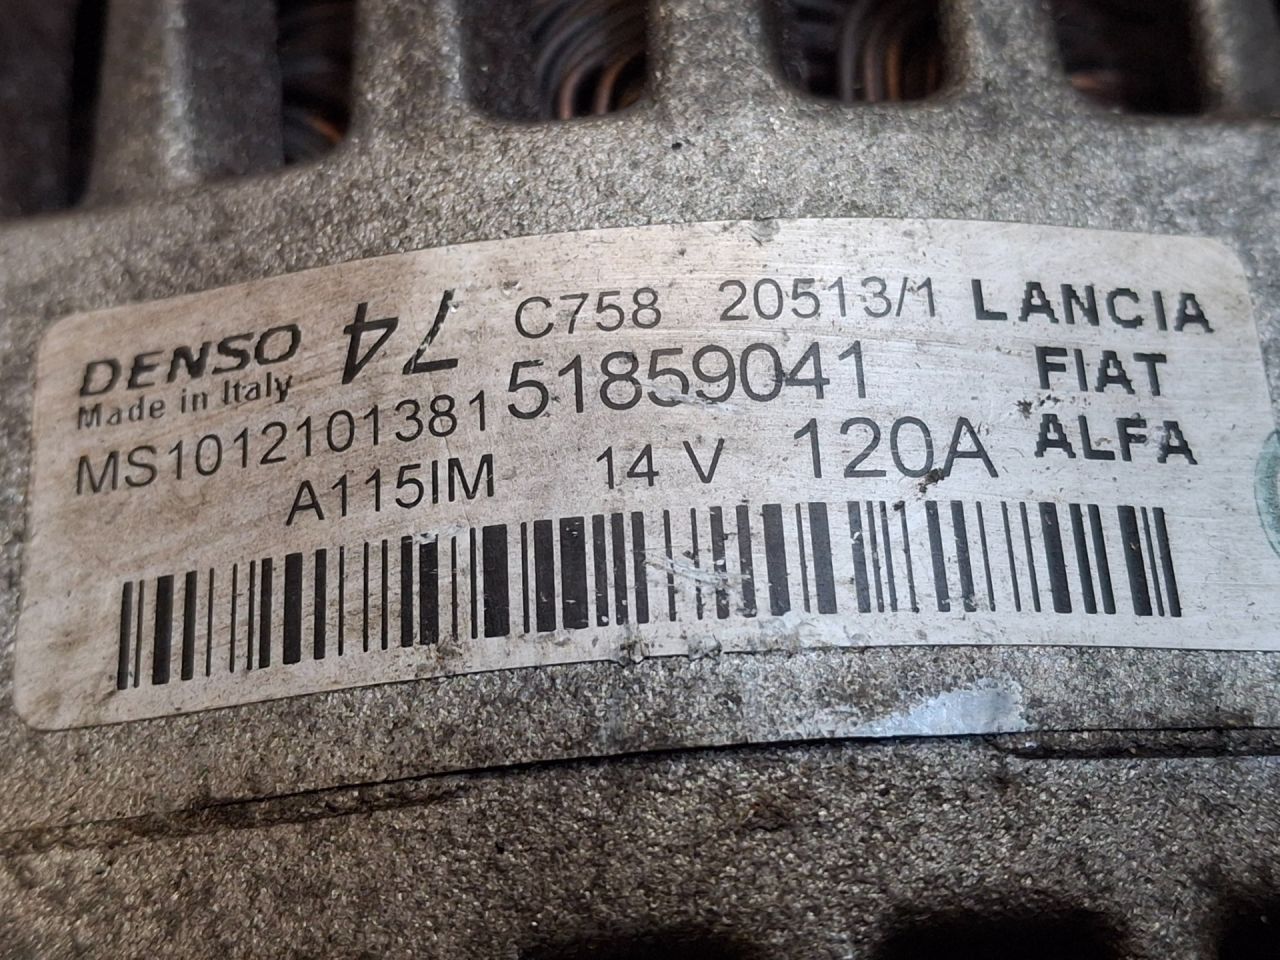 DENSO 74 C758 20513/1 LANCIA
Made in Italy
MS1012101381 51859041 FIAT
A115IM 14 V 120A ALFA